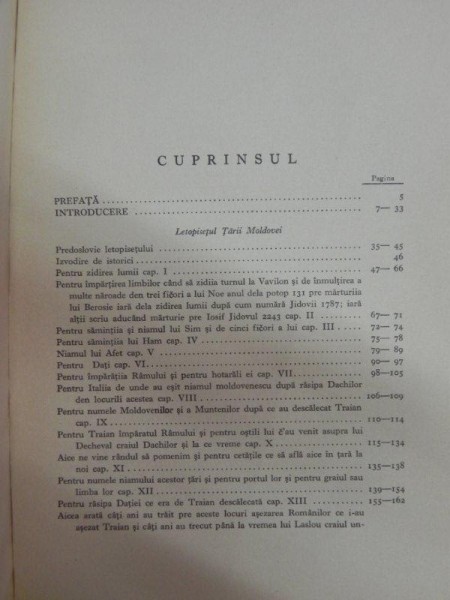 CUPRINSUL
Pagina
PREFAȚĂ 5
INTRODUCERE 7— 33
Letopisețul Țării Moldovei
Predoslovie letopisețului 35— 45
Izvodire de istorici 46
Pentru zidirea lumii cap. I 47— 66
Pentru împărțirea limbilor când să zidiia turnul la Vavilon și de înmulțirea a
multe năroade den trei ficĭori a lui Noe anul dela potop 131 pre mărturiia
lui Berosie iară dela zidirea lumii după cum numără Jidovii 1787; iară
alții scriu aducând mărturie pre Iosif Jidovul 2243 cap. II 67— 71
Pentru sămințiia și niamul lui Sim și de cinci ficĭori a lui cap. III 72— 74
Pentru sămințiia lui Ham cap. IV 75— 78
Niamul lui Afet cap. V 79— 89
Pentru Dați cap. VI 90— 97
Pentru împărățiia Râmului și pentru hotarăli ei cap. VII 98—105
Pentru Italiia de unde au eșit niamul moldovenescu după răsipa Dachilor
den locurili acestea cap. VIII 106—109
Pentru numele Moldovenilor și a Muntenilor după ce au descălecat Traian
cap. IX 110—114
Pentru Traian împăratul Râmului și pentru oștili lui c'au venit asupra lui
Decheval craiul Dachilor și la ce vreme cap. X 115—134
Aice ne vine rândul să pomenim și pentru cetățile ce să află aice în țară la
noi cap. XI 135—138
Pentru numele niamului acestor țări și pentru portul lor și pentru graiul sau
limba lor cap. XII 139—154
Pentru răsipa Dației ce era de Traian descălecată cap. XIII 155—162
Aicea arată câți ani au trăit pre aceste locuri așezarea Românilor ce i-au
așezat Traian și câți ani au trecut până la vremea lui Laslou craiul un-